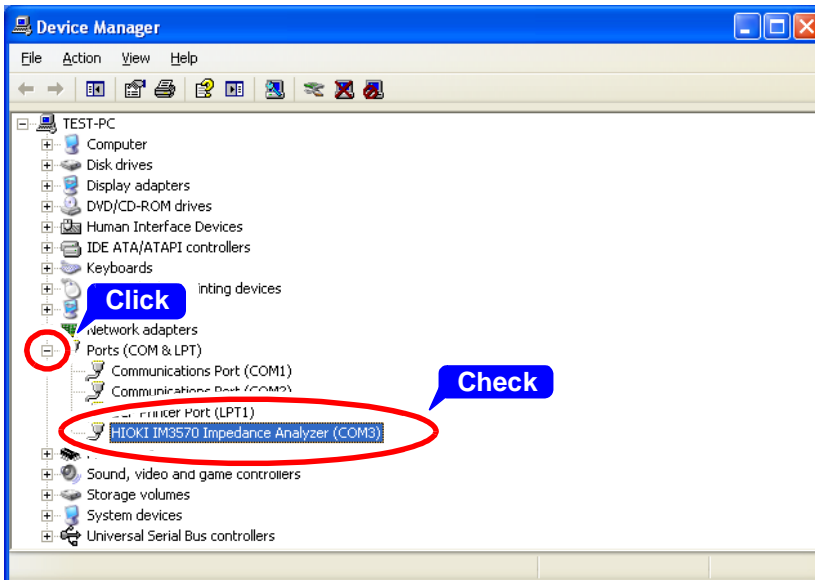 Device Manager
File Action View Help
TEST-PC
Computer
Disk drives
Display adapters
DVD/CD-ROM drives
Human Interface Devices
IDE ATA/ATAPI controllers
Keyboards
inting devices
Click
Network adapters
Ports (COM & LPT)
Communications Port (COM1)
Communications Port (COM2)
Check
Printer Port (LPT1)
HIOKI IM3570 Impedance Analyzer (COM3)
Sound, video and game controllers
Storage volumes
System devices
Universal Serial Bus controllers